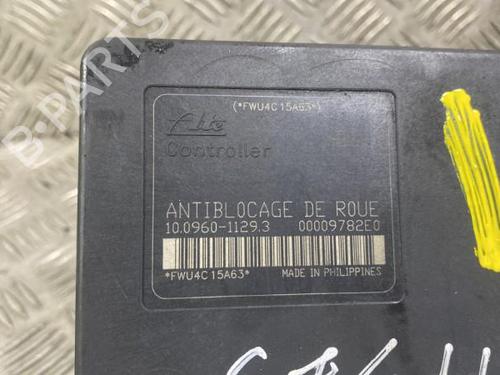 (*FWU4C15A63*)
Ate
Controller
ANTIBLOCAGE DE ROUE
10.0960-1129.3 00009782E0
*FWU4C15A63* MADE IN PHILIPPINES
B-PARTS